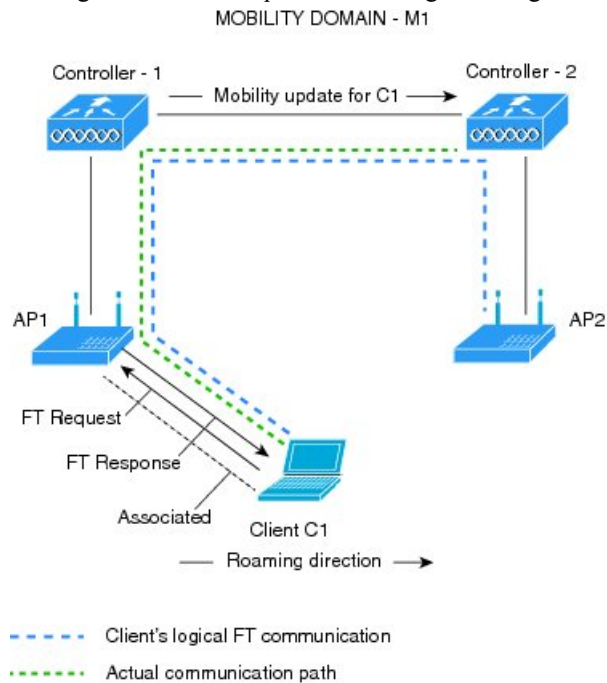 MOBILITY DOMAIN - M1
Controller - 1
Controller - 2
Mobility update for C1
AP1
AP2
FT Request
FT Response
Associated
Client C1
Roaming direction
Client's logical FT communication
Actual communication path